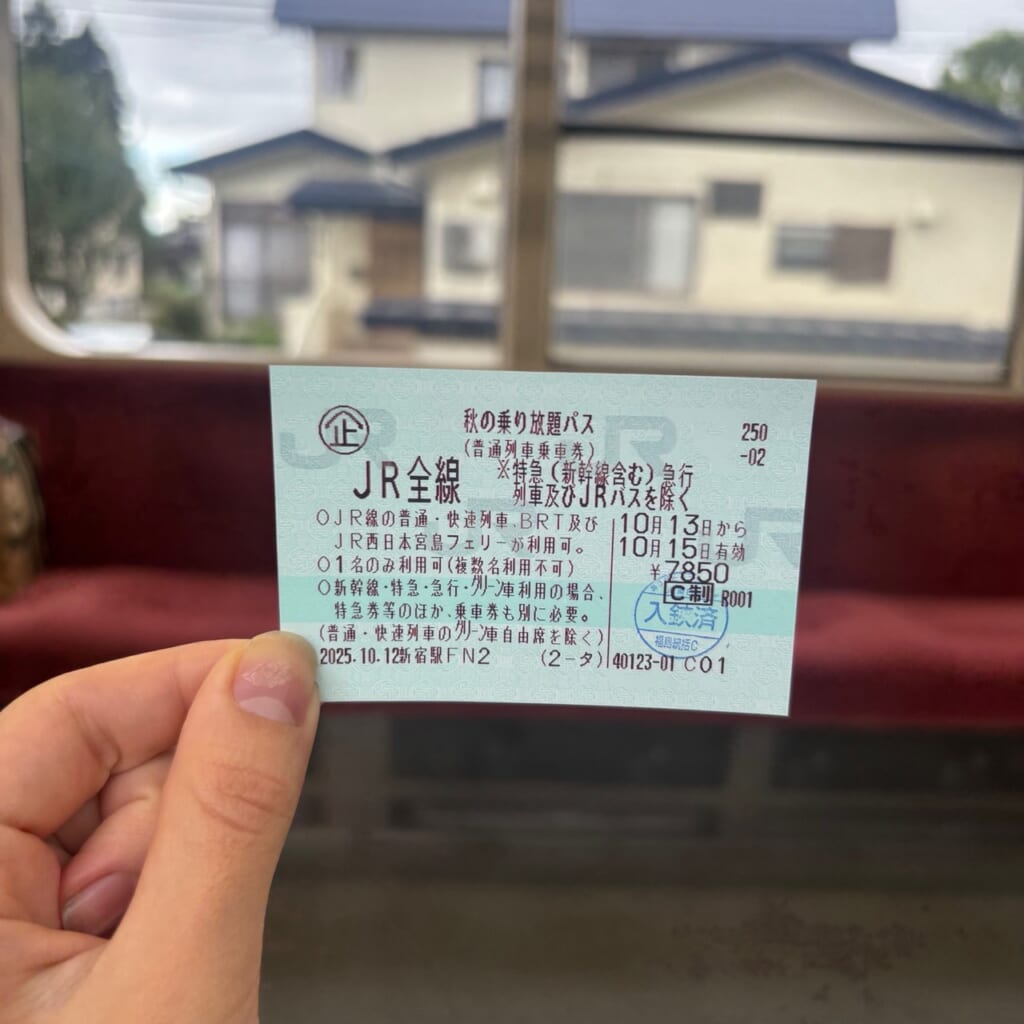 止
秋の乗り放題パス
250
-02
(普通列車乗車券)
JR全線
※特急(新幹線含む)急行
列車及びJRバスを除く
○JR線の普通・快速列車、BRT及び
JR西日本宮島フェリーが利用可。
○1名のみ利用可(複数名利用不可)
○新幹線・特急・急行・グリーン車利用の場合、
特急券等のほか、乗車券も別に必要。
(普通・快速列車のグリーン車自由席を除く)
10月13日から
10月15日有効
¥7850
C制 R001
入鋏済
福島統括C
2025.10.12新宿駅FN2 (2-タ) 40123-01 C01
JR
JR